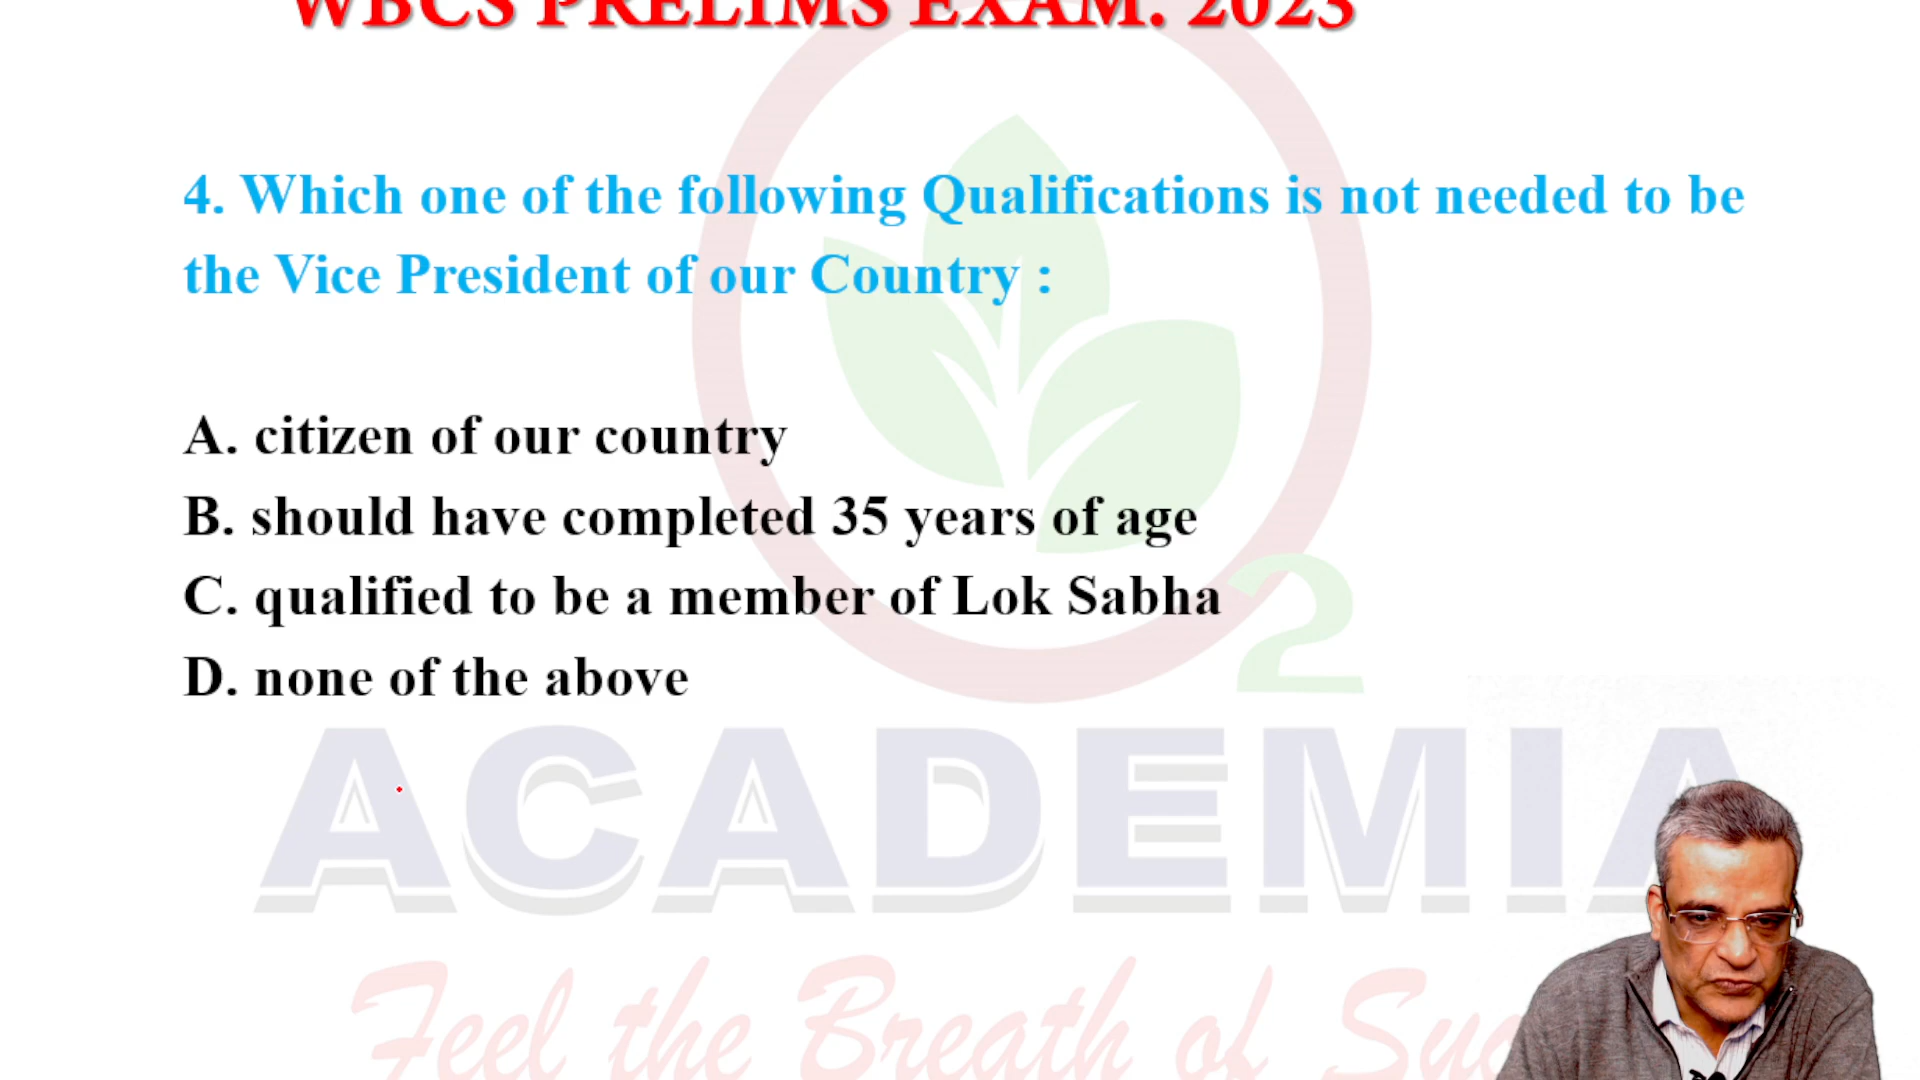 WBCS PRELIMS EXAM. 2023
4. Which one of the following Qualifications is not needed to be
the Vice President of our Country :
A. citizen of our country
B. should have completed 35 years of age
C. qualified to be a member of Lok Sabha
D. none of the above
2
ACADEMIA
Feel the Breath of